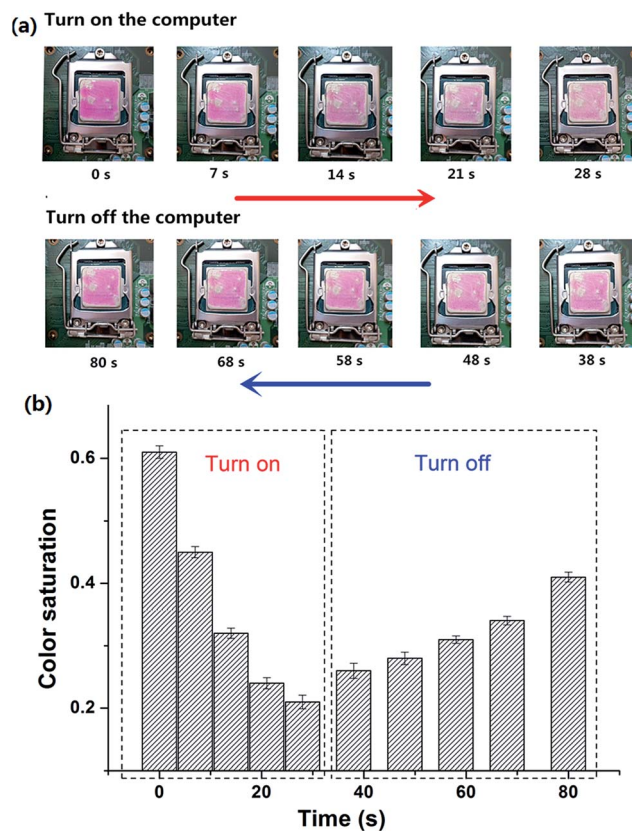 (a) Turn on the computer
0 s 7 s 14 s 21 s 28 s
Turn off the computer
80 s 68 s 58 s 48 s 38 s
(b)
Turn on Turn off
0.6
0.4
0.2
Color saturation
0 20 40 60 80
Time (s)